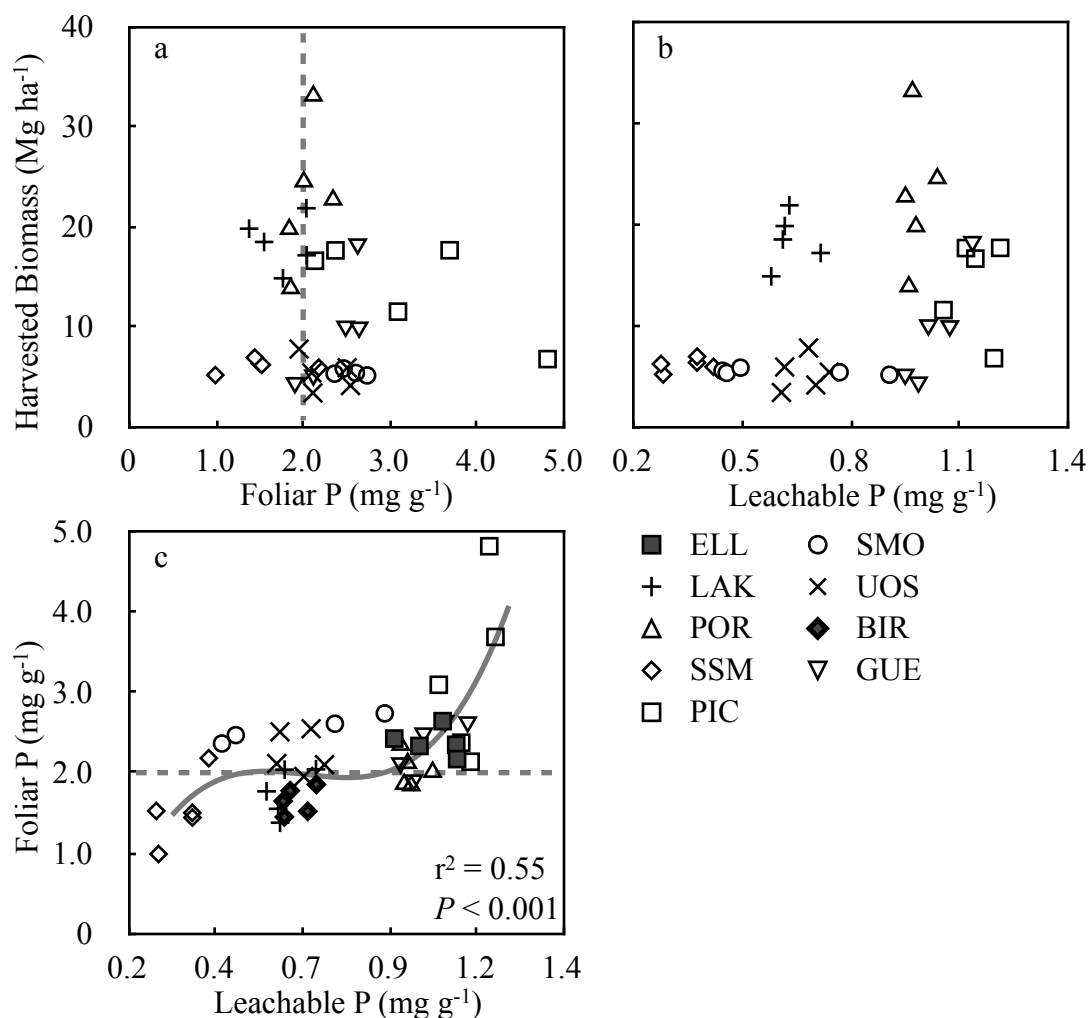 40
30
20
10
0
Harvested Biomass (Mg ha⁻¹)
a
0 1.0 2.0 3.0 4.0 5.0
Foliar P (mg g⁻¹)
b
0.2 0.5 0.8 1.1 1.4
Leachable P (mg g⁻¹)
5.0
4.0
3.0
2.0
1.0
0
Foliar P (mg g⁻¹)
c
r² = 0.55
P < 0.001
0.2 0.4 0.7 0.9 1.2 1.4
Leachable P (mg g⁻¹)
ELL
LAK
POR
SSM
PIC
SMO
UOS
BIR
GUE